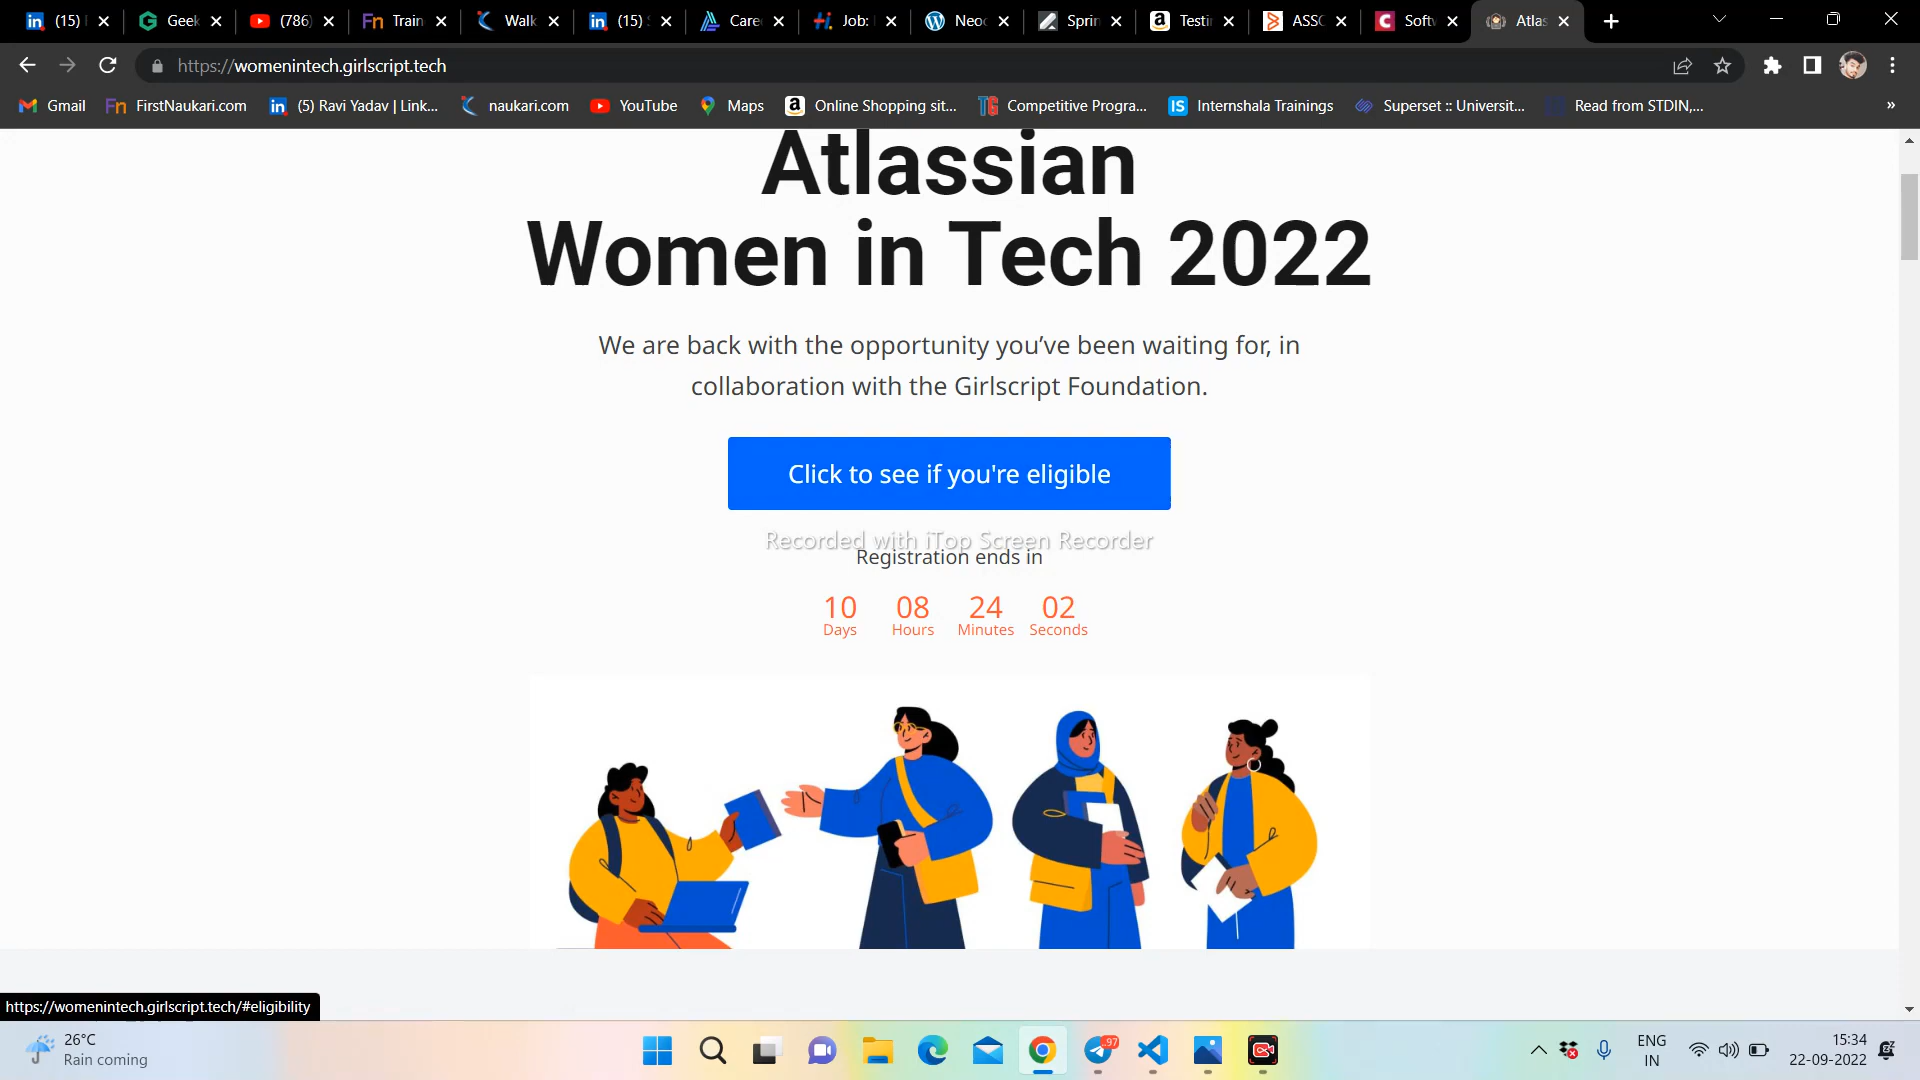 (15)
Geek
(786)
Train
Walk
(15)
Care
Job:
Neo
Sprin
Testi
ASSO
Softw
Atlas
https://womenintech.girlscript.tech
Gmail
FirstNaukari.com
(5) Ravi Yadav | Link...
naukari.com
YouTube
Maps
Online Shopping sit...
Competitive Progra...
Internshala Trainings
Superset :: Universit...
Read from STDIN,...
»
Atlassian
Women in Tech 2022
We are back with the opportunity you've been waiting for, in
collaboration with the Girlscript Foundation.
Click to see if you're eligible
Recorded with iTop Screen Recorder
Registration ends in
10 08 24 02
Days Hours Minutes Seconds
https://womenintech.girlscript.tech/#eligibility
26°C
Rain coming
97
ENG
IN
15:34
22-09-2022